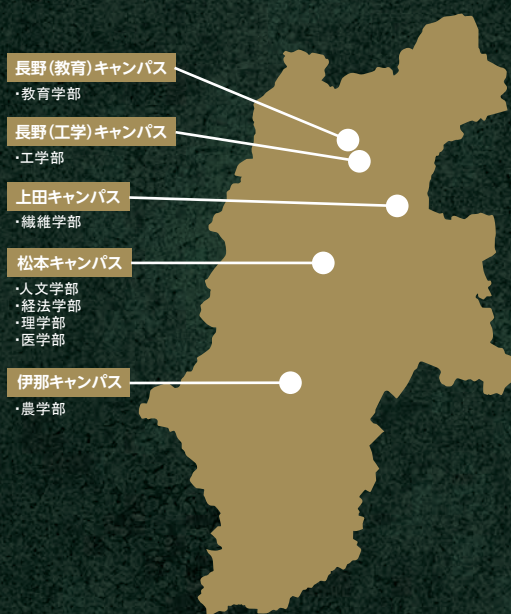 長野（教育）キャンパス
・教育学部
長野（工学）キャンパス
・工学部
上田キャンパス
・繊維学部
松本キャンパス
・人文学部
・経法学部
・理学部
・医学部
伊那キャンパス
・農学部